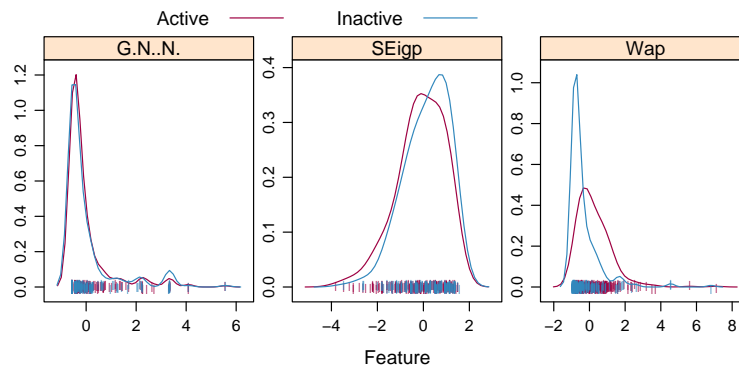 Active Inactive
G.N..N. SEigp Wap
0.0 0.2 0.4 0.6 0.8 1.0 1.2
0 2 4 6
0.0 0.1 0.2 0.3 0.4
−4 −2 0 2
0.0 0.2 0.4 0.6 0.8 1.0
−2 0 2 4 6 8
Feature